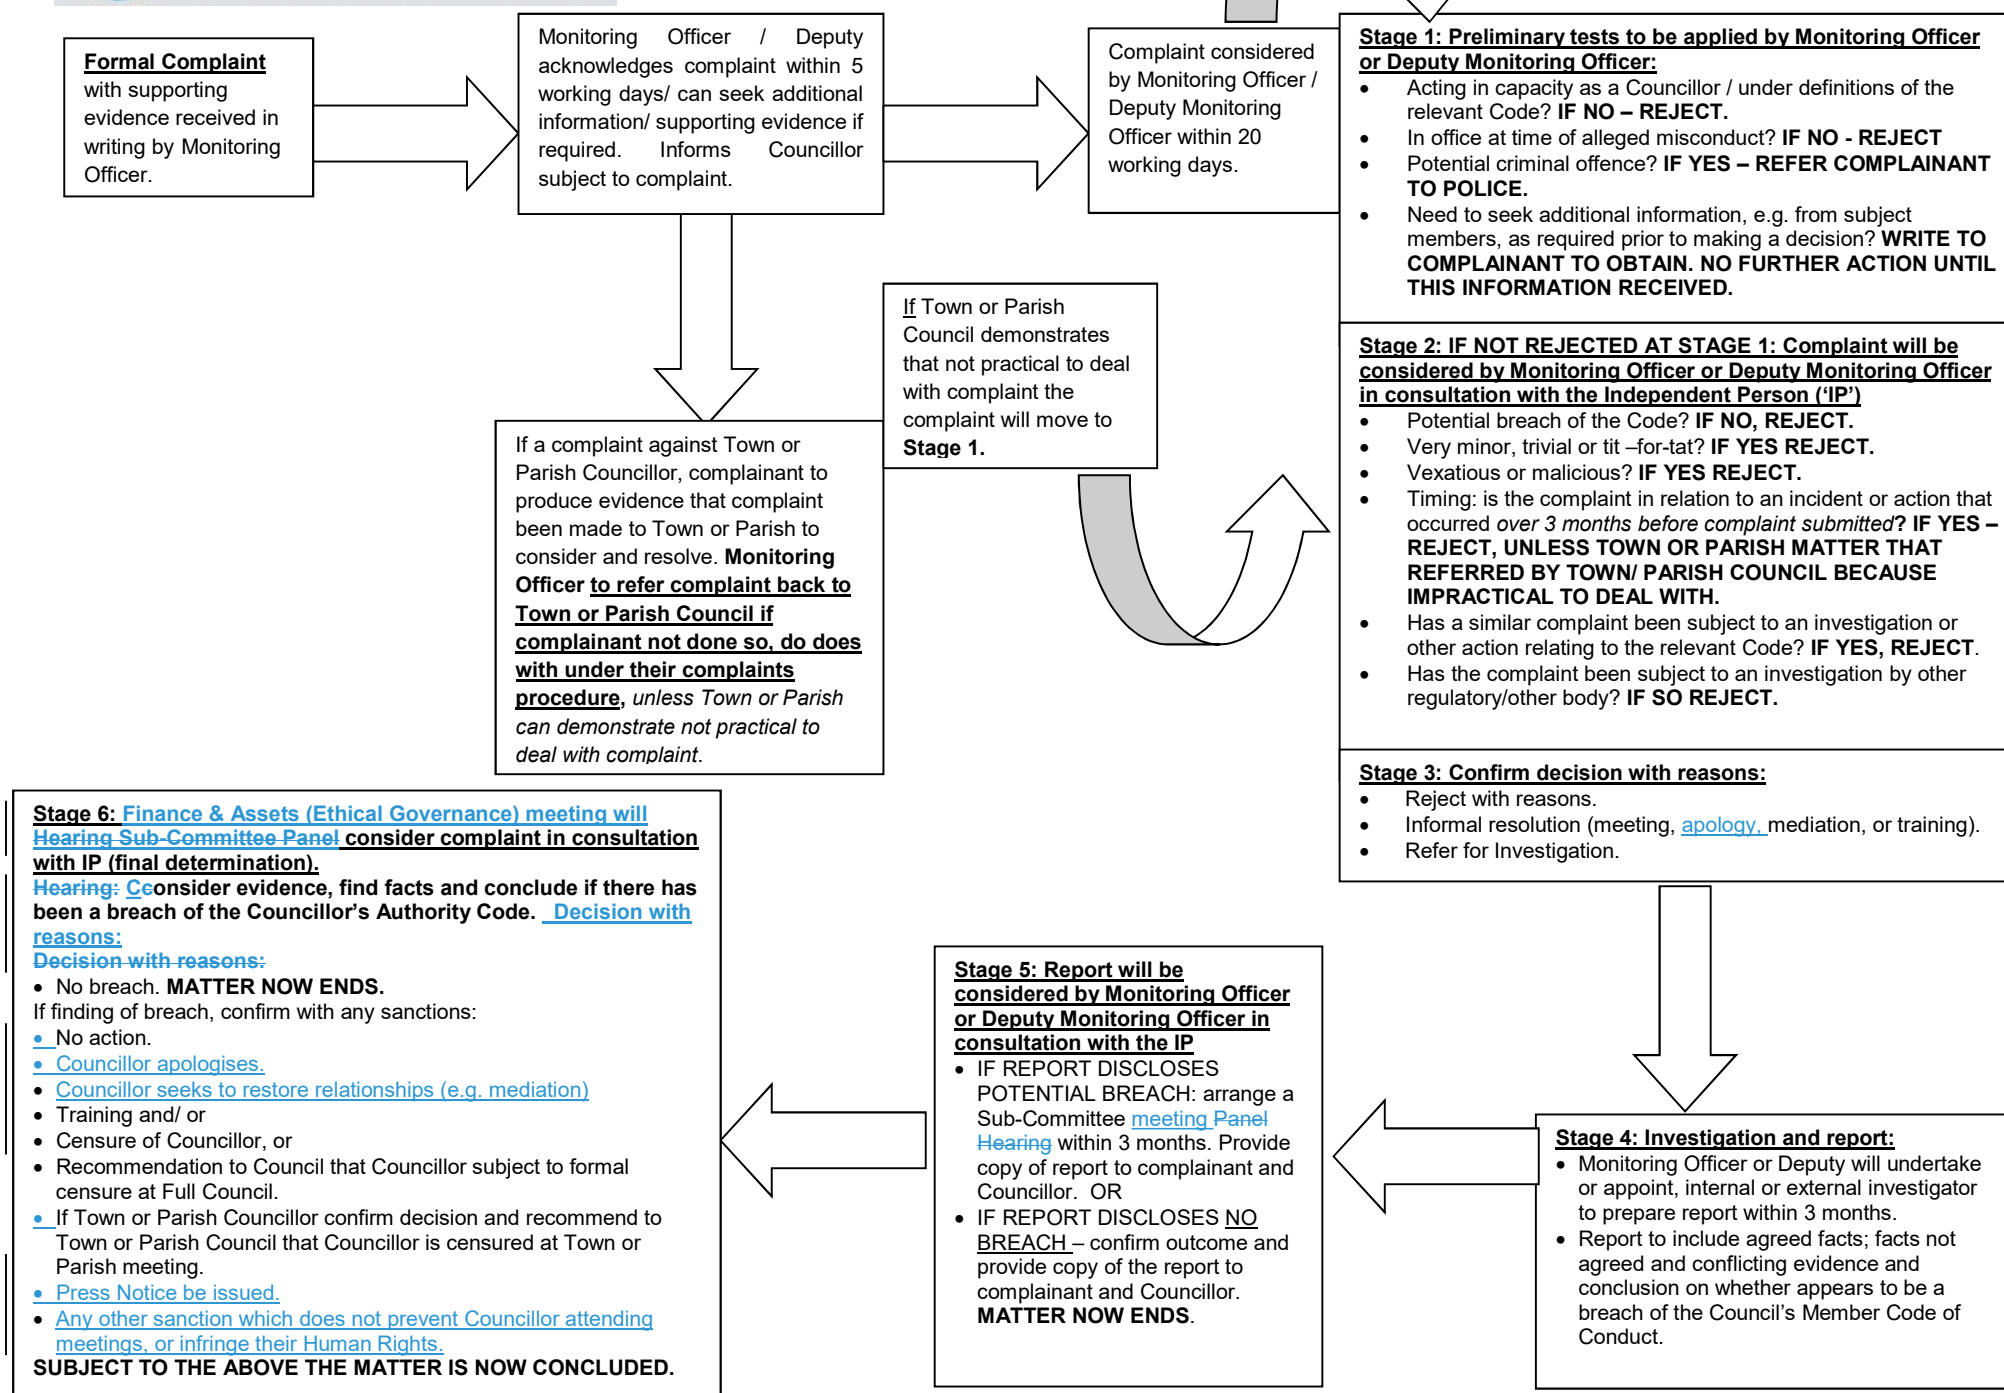 Formal Complaint
with supporting
evidence received in
writing by Monitoring
Officer.
Monitoring Officer / Deputy
acknowledges complaint within 5
working days/ can seek additional
information/ supporting evidence if
required. Informs Councillor
subject to complaint.
Complaint considered
by Monitoring Officer /
Deputy Monitoring
Officer within 20
working days.
Stage 1: Preliminary tests to be applied by Monitoring Officer
or Deputy Monitoring Officer:
• Acting in capacity as a Councillor / under definitions of the
relevant Code? IF NO – REJECT.
• In office at time of alleged misconduct? IF NO - REJECT
• Potential criminal offence? IF YES – REFER COMPLAINANT
TO POLICE.
• Need to seek additional information, e.g. from subject
members, as required prior to making a decision? WRITE TO
COMPLAINANT TO OBTAIN. NO FURTHER ACTION UNTIL
THIS INFORMATION RECEIVED.
If Town or Parish
Council demonstrates
that not practical to deal
with complaint the
complaint will move to
Stage 1.
If a complaint against Town or
Parish Councillor, complainant to
produce evidence that complaint
been made to Town or Parish to
consider and resolve. Monitoring
Officer to refer complaint back to
Town or Parish Council if
complainant not done so, do does
with under their complaints
procedure, unless Town or Parish
can demonstrate not practical to
deal with complaint.
Stage 2: IF NOT REJECTED AT STAGE 1: Complaint will be
considered by Monitoring Officer or Deputy Monitoring Officer
in consultation with the Independent Person (‘IP’)
• Potential breach of the Code? IF NO, REJECT.
• Very minor, trivial or tit –for-tat? IF YES REJECT.
• Vexatious or malicious? IF YES REJECT.
• Timing: is the complaint in relation to an incident or action that
occurred over 3 months before complaint submitted? IF YES –
REJECT, UNLESS TOWN OR PARISH MATTER THAT
REFERRED BY TOWN/ PARISH COUNCIL BECAUSE
IMPRACTICAL TO DEAL WITH.
• Has a similar complaint been subject to an investigation or
other action relating to the relevant Code? IF YES, REJECT.
• Has the complaint been subject to an investigation by other
regulatory/other body? IF SO REJECT.
Stage 3: Confirm decision with reasons:
• Reject with reasons.
• Informal resolution (meeting, apology, mediation, or training).
• Refer for Investigation.
Stage 4: Investigation and report:
• Monitoring Officer or Deputy will undertake
or appoint, internal or external investigator
to prepare report within 3 months.
• Report to include agreed facts; facts not
agreed and conflicting evidence and
conclusion on whether appears to be a
breach of the Council’s Member Code of
Conduct.
Stage 5: Report will be
considered by Monitoring Officer
or Deputy Monitoring Officer in
consultation with the IP
• IF REPORT DISCLOSES
POTENTIAL BREACH: arrange a
Sub-Committee meeting Panel
Hearing within 3 months. Provide
copy of report to complainant and
Councillor. OR
• IF REPORT DISCLOSES NO
BREACH – confirm outcome and
provide copy of the report to
complainant and Councillor.
MATTER NOW ENDS.
Stage 6: Finance & Assets (Ethical Governance) meeting will
Hearing Sub-Committee Panel consider complaint in consultation
with IP (final determination).
Hearing: Cconsider evidence, find facts and conclude if there has
been a breach of the Councillor’s Authority Code. Decision with
reasons:
Decision with reasons:
• No breach. MATTER NOW ENDS.
If finding of breach, confirm with any sanctions:
• No action.
• Councillor apologises.
• Councillor seeks to restore relationships (e.g. mediation)
• Training and/ or
• Censure of Councillor, or
• Recommendation to Council that Councillor subject to formal
censure at Full Council.
• If Town or Parish Councillor confirm decision and recommend to
Town or Parish Council that Councillor is censured at Town or
Parish meeting.
• Press Notice be issued.
• Any other sanction which does not prevent Councillor attending
meetings, or infringe their Human Rights.
SUBJECT TO THE ABOVE THE MATTER IS NOW CONCLUDED.